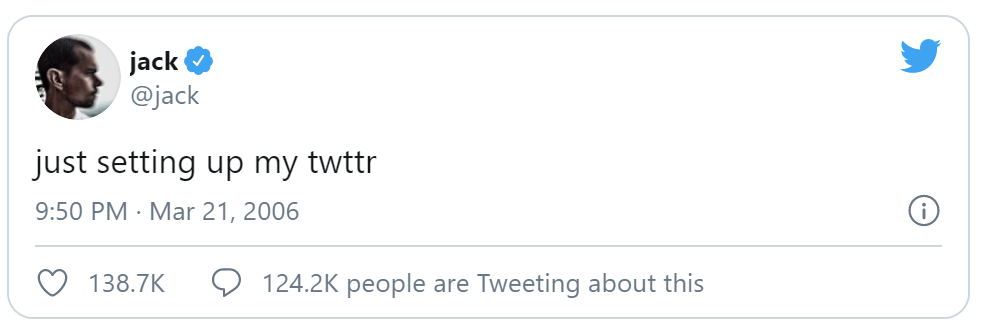 jack
@jack
just setting up my twttr
9:50 PM · Mar 21, 2006
138.7K 124.2K people are Tweeting about this